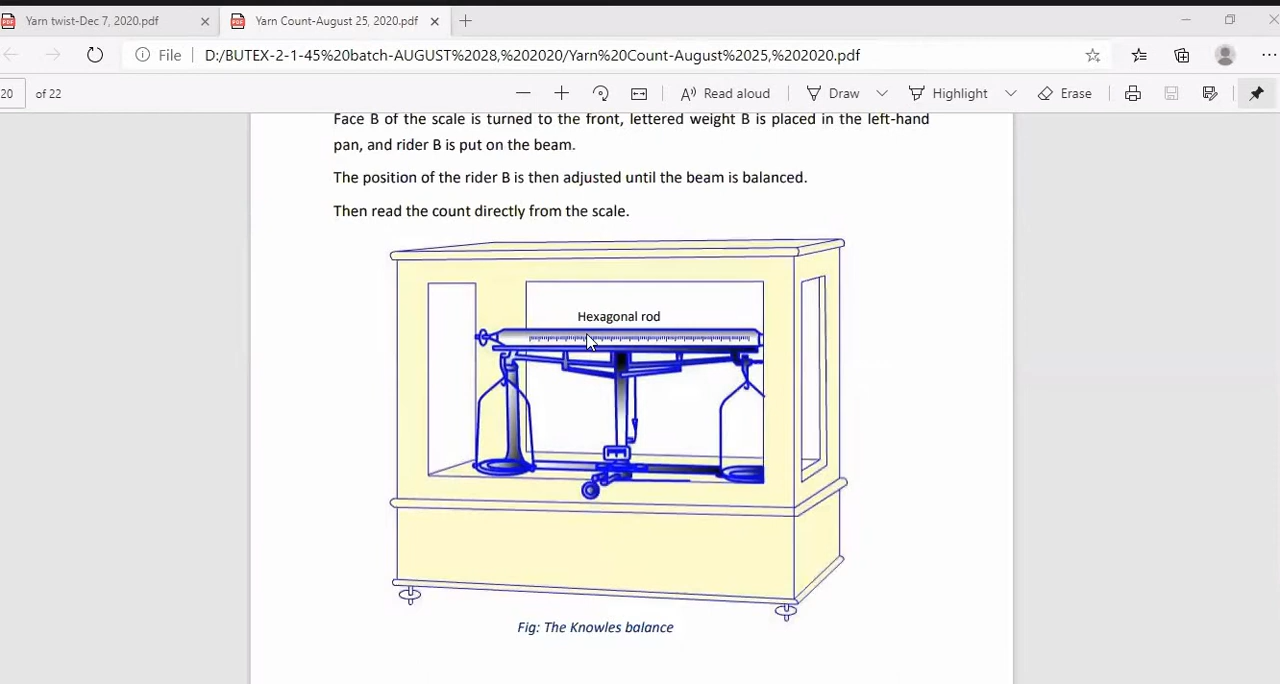 Yarn twist-Dec 7, 2020.pdf
Yarn Count-August 25, 2020.pdf
File
D:/BUTEX-2-1-45%20batch-AUGUST%2028,%202020/Yarn%20Count-August%2025,%202020.pdf
20 of 22
Read aloud
Draw
Highlight
Erase
Face B of the scale is turned to the front, lettered weight B is placed in the left-hand
pan, and rider B is put on the beam.
The position of the rider B is then adjusted until the beam is balanced.
Then read the count directly from the scale.
Hexagonal rod
Fig: The Knowles balance